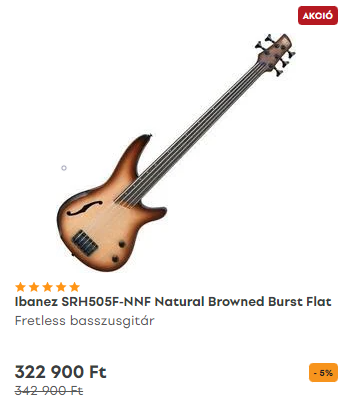 AKCIÓ
Ibanez SRH505F-NNF Natural Browned Burst Flat
Fretless basszusgitár
322 900 Ft
- 5%
342 900 Ft